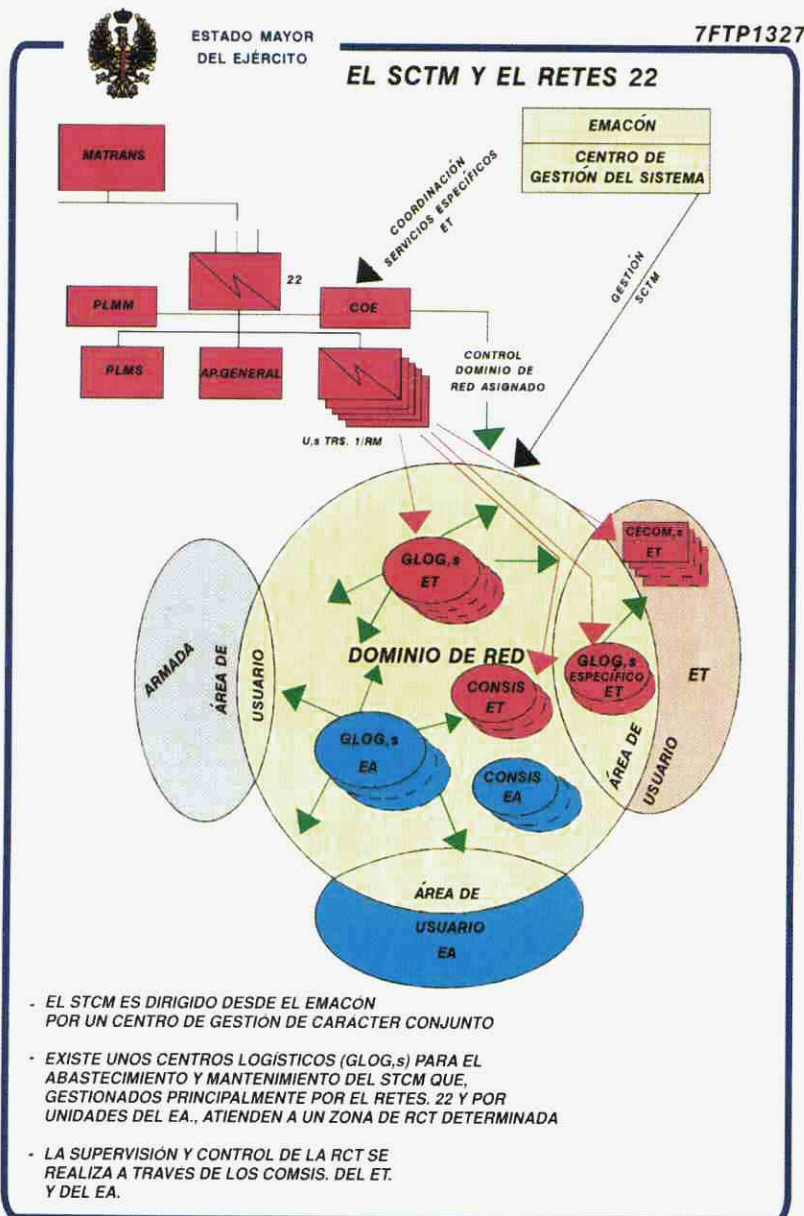 ESTADO MAYOR
DEL EJÉRCITO
7FTP1327
EL SCTM Y EL RETES 22
MATRANS
EMACÓN
CENTRO DE
GESTIÓN DEL SISTEMA
COORDINACIÓN
SERVICIOS ESPECÍFICOS
ET
22
PLMM
COE
GESTIÓN
SCTM
PLMS
AP.GENERAL
CONTROL
DOMINIO DE
RED ASIGNADO
U,s TRS. 1/RM
CECOM,s
ET
GLOG,s
ET
ARMADA
ÁREA DE
USUARIO
DOMINIO DE RED
GLOG,s
ESPECÍFICO
ET
ET
CONSIS
ET
GLOG,s
EA
CONSIS
EA
ÁREA DE
USUARIO
ÁREA DE
USUARIO
EA
- EL STCM ES DIRIGIDO DESDE EL EMACÓN
POR UN CENTRO DE GESTIÓN DE CARÁCTER CONJUNTO
- EXISTE UNOS CENTROS LOGÍSTICOS (GLOG,s) PARA EL
ABASTECIMIENTO Y MANTENIMIENTO DEL STCM QUE,
GESTIONADOS PRINCIPALMENTE POR EL RETES. 22 Y POR
UNIDADES DEL EA., ATIENDEN A UN ZONA DE RCT DETERMINADA
- LA SUPERVISIÓN Y CONTROL DE LA RCT SE
REALIZA A TRAVÉS DE LOS COMSIS. DEL ET.
Y DEL EA.